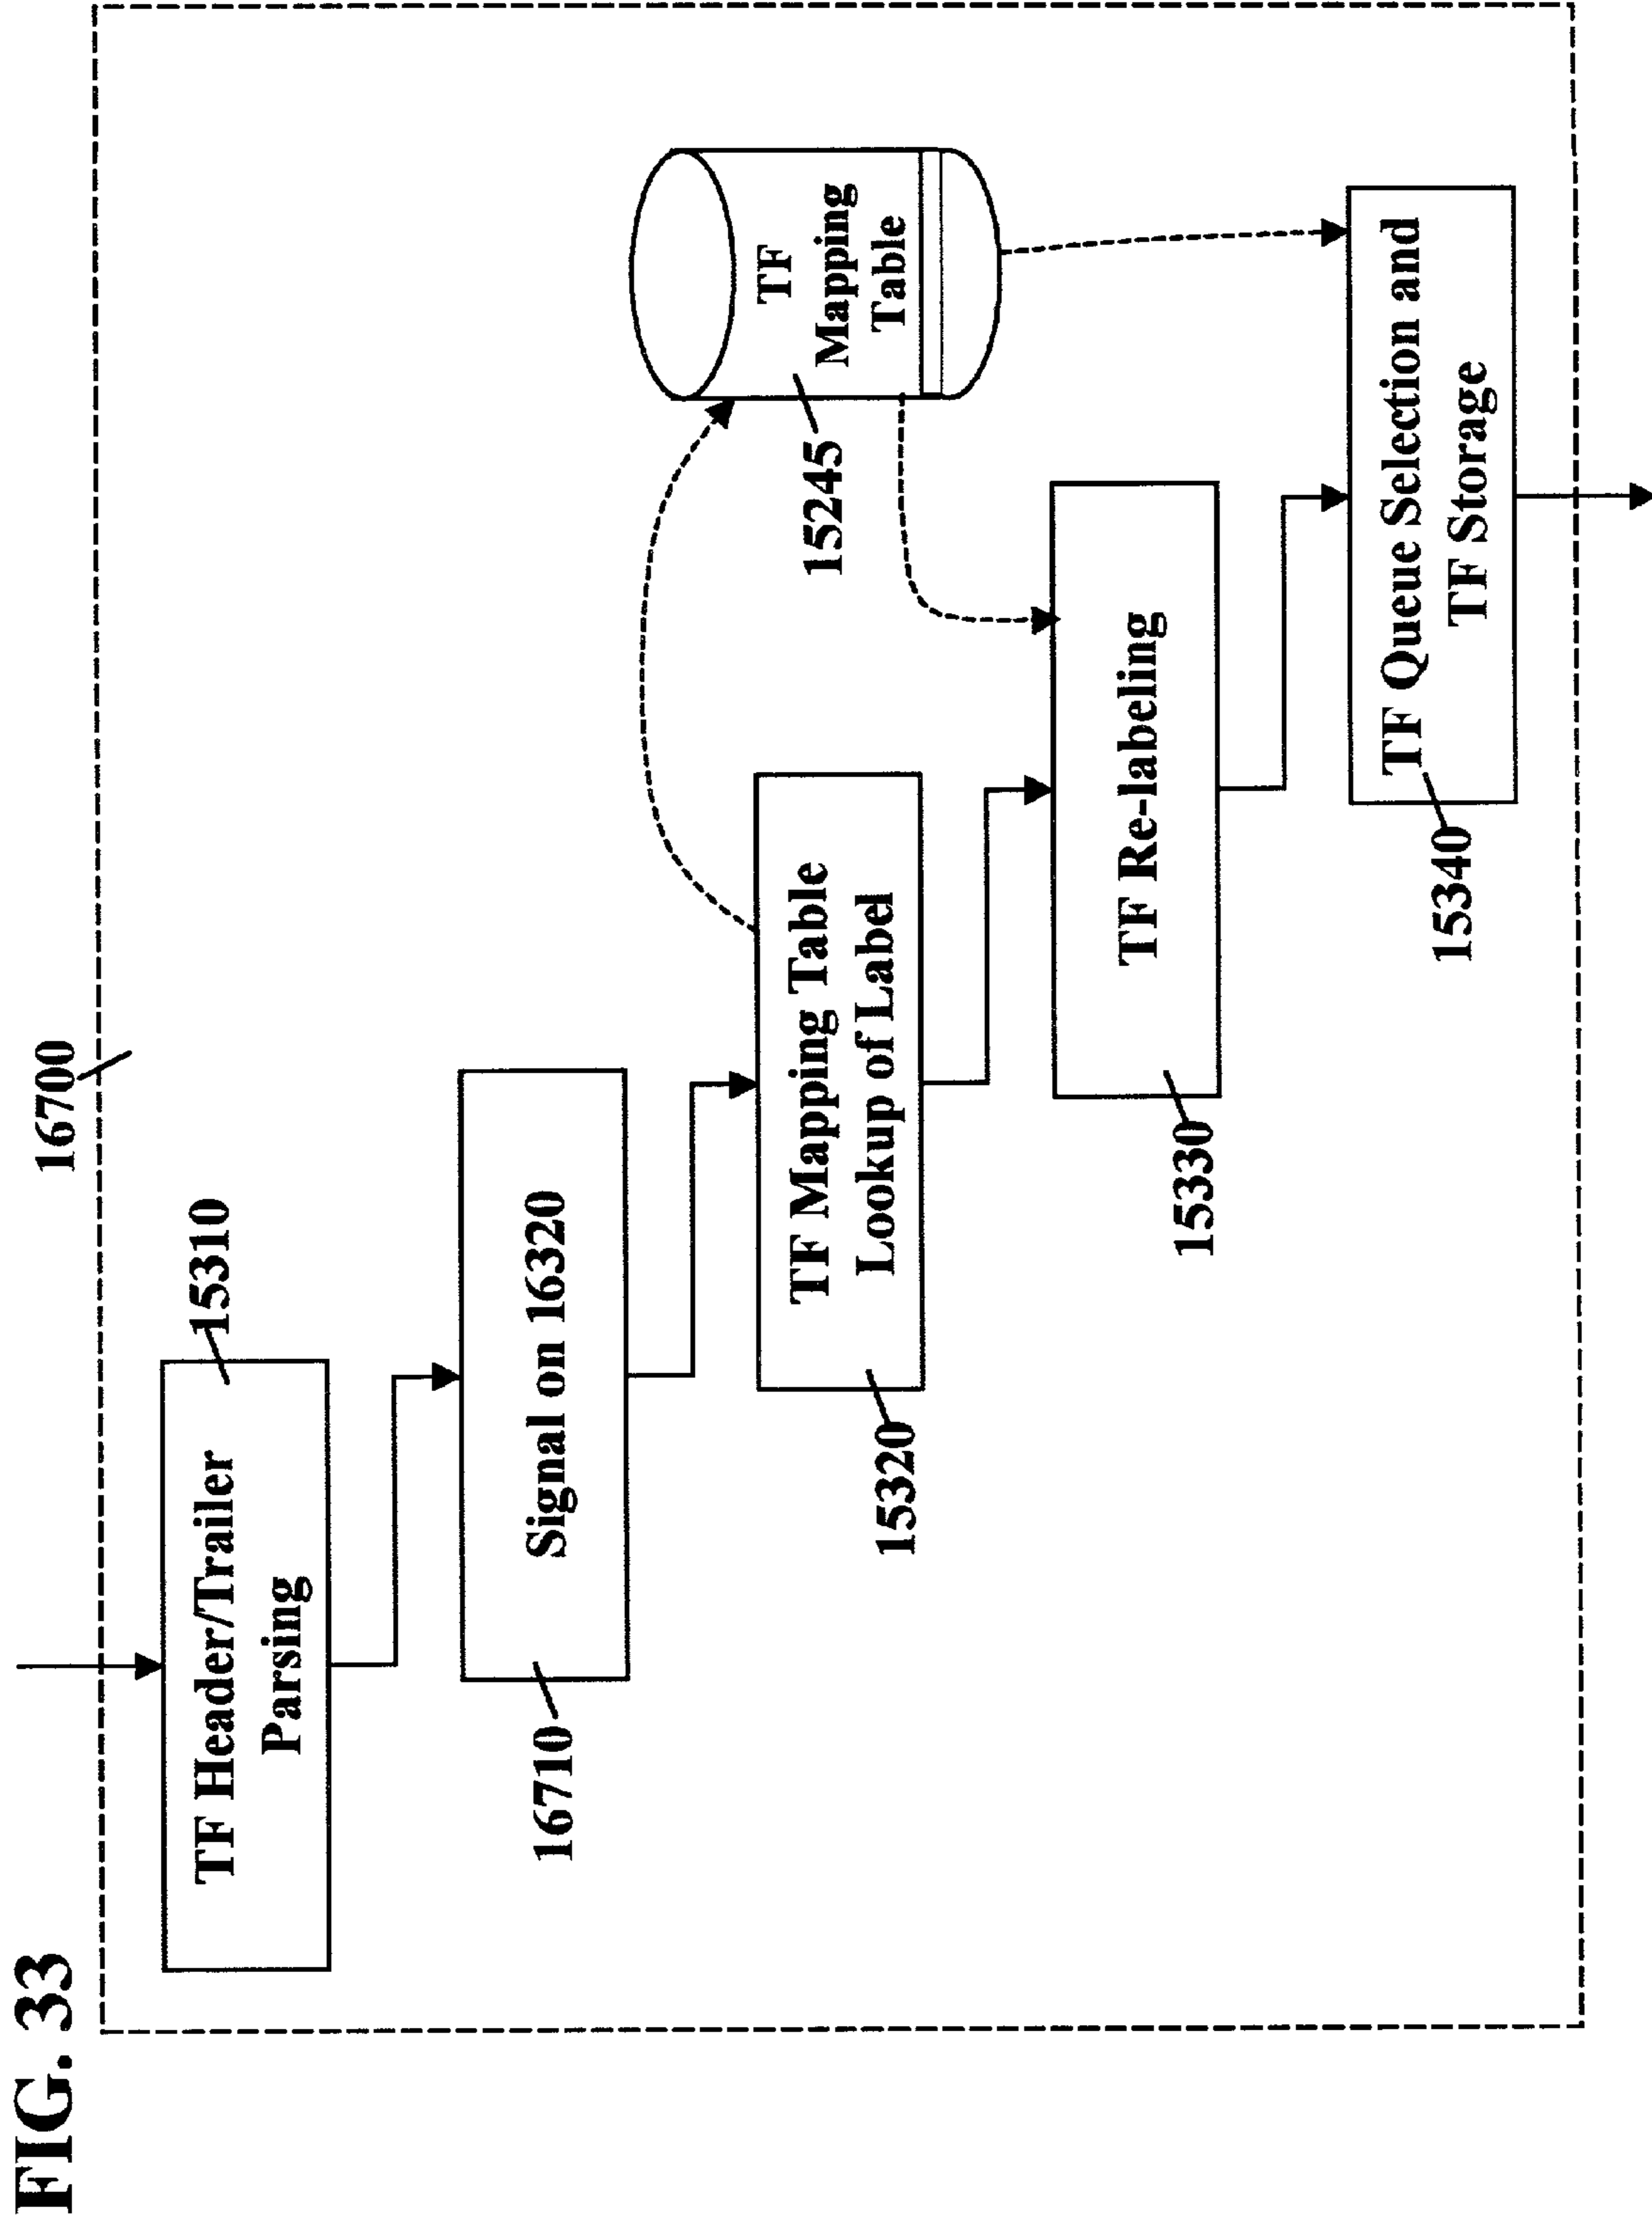 FIG. 33
16700
TF Header/Trailer
Parsing
15310
Signal on 16320
16710
TF Mapping Table
Lookup of Label
15320
TF
Mapping
Table
15245
TF Re-labeling
15330
TF Queue Selection and
TF Storage
15340